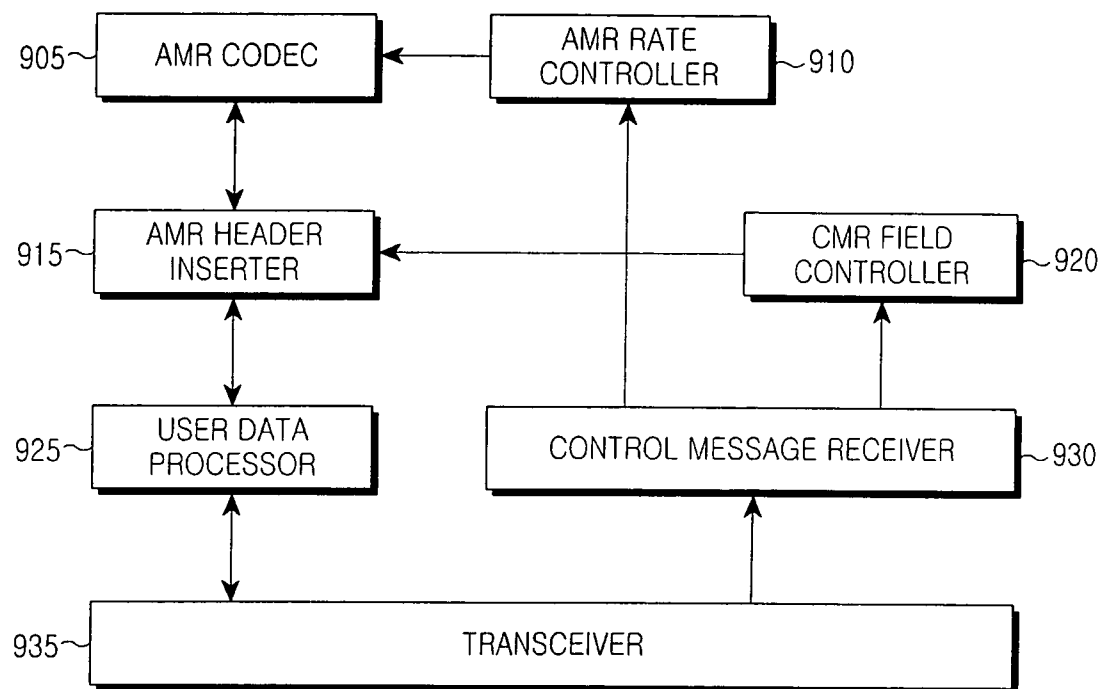 905 AMR CODEC
AMR RATE
CONTROLLER 910
915 AMR HEADER
INSERTER
CMR FIELD
CONTROLLER 920
925 USER DATA
PROCESSOR
CONTROL MESSAGE RECEIVER 930
935 TRANSCEIVER